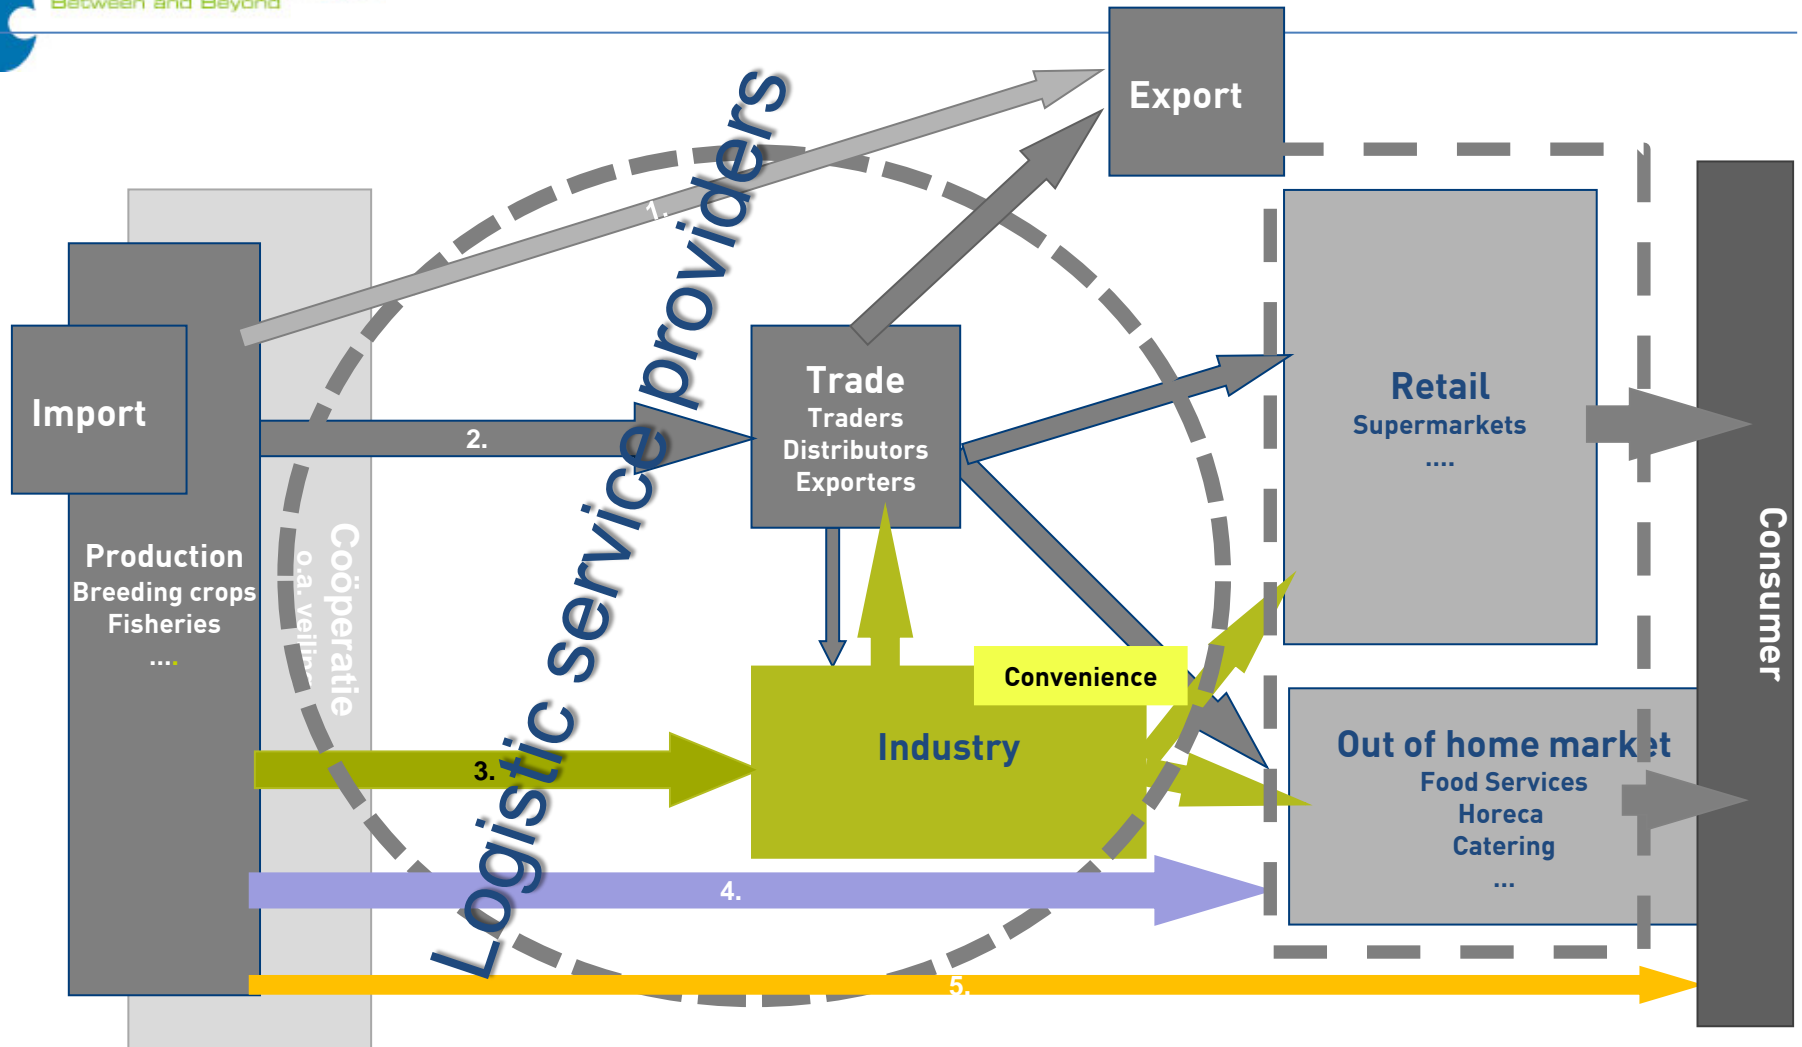 Between and Beyond
Export
1.
Logistic service providers
Import
2.
Trade
Traders
Distributors
Exporters
Retail
Supermarkets
....
Production
Breeding crops
Fisheries
....
Coöperatie
o.a.
Consumer
Convenience
Industry
3.
Out of home market
Food Services
Horeca
Catering
...
4.
5.